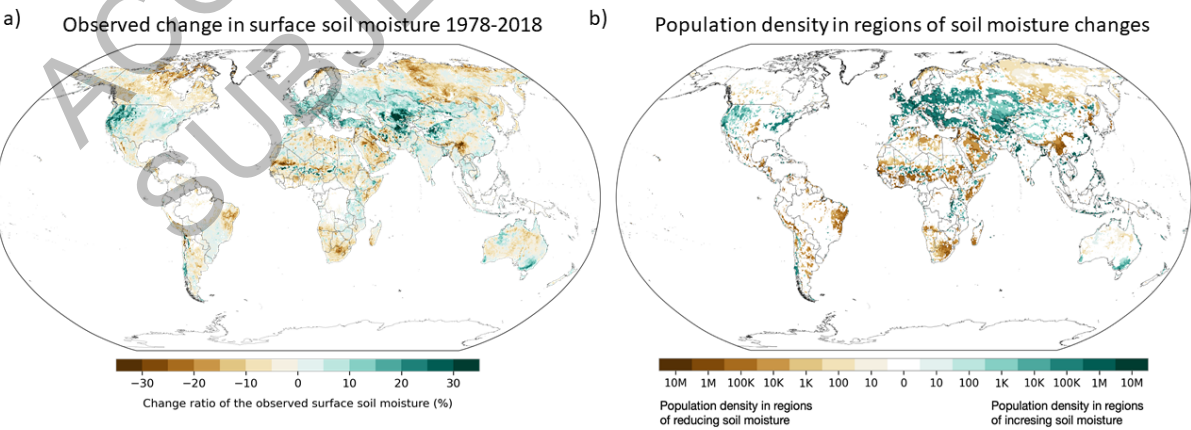 a)
Observed change in surface soil moisture 1978-2018
b)
Population density in regions of soil moisture changes
−30 −20 −10 0 10 20 30
Change ratio of the observed surface soil moisture (%)
10M 1M 100K 10K 1K 100 10 0 10 100 1K 10K 100K 1M 10M
Population density in regions
of reducing soil moisture
Population density in regions
of incresing soil moisture